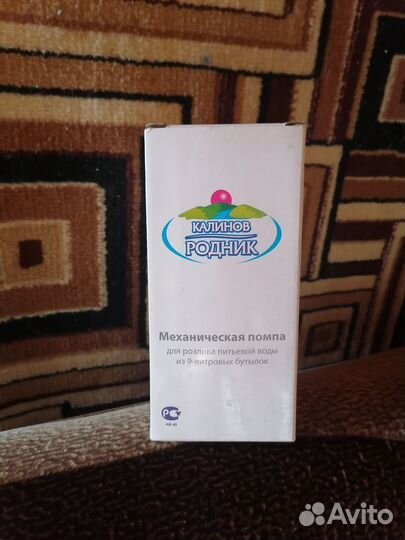 КАЛИНОВ
РОДНИК
Механическая помпа
для розлива питьевой воды
из 9-литровых бутылок
Avito